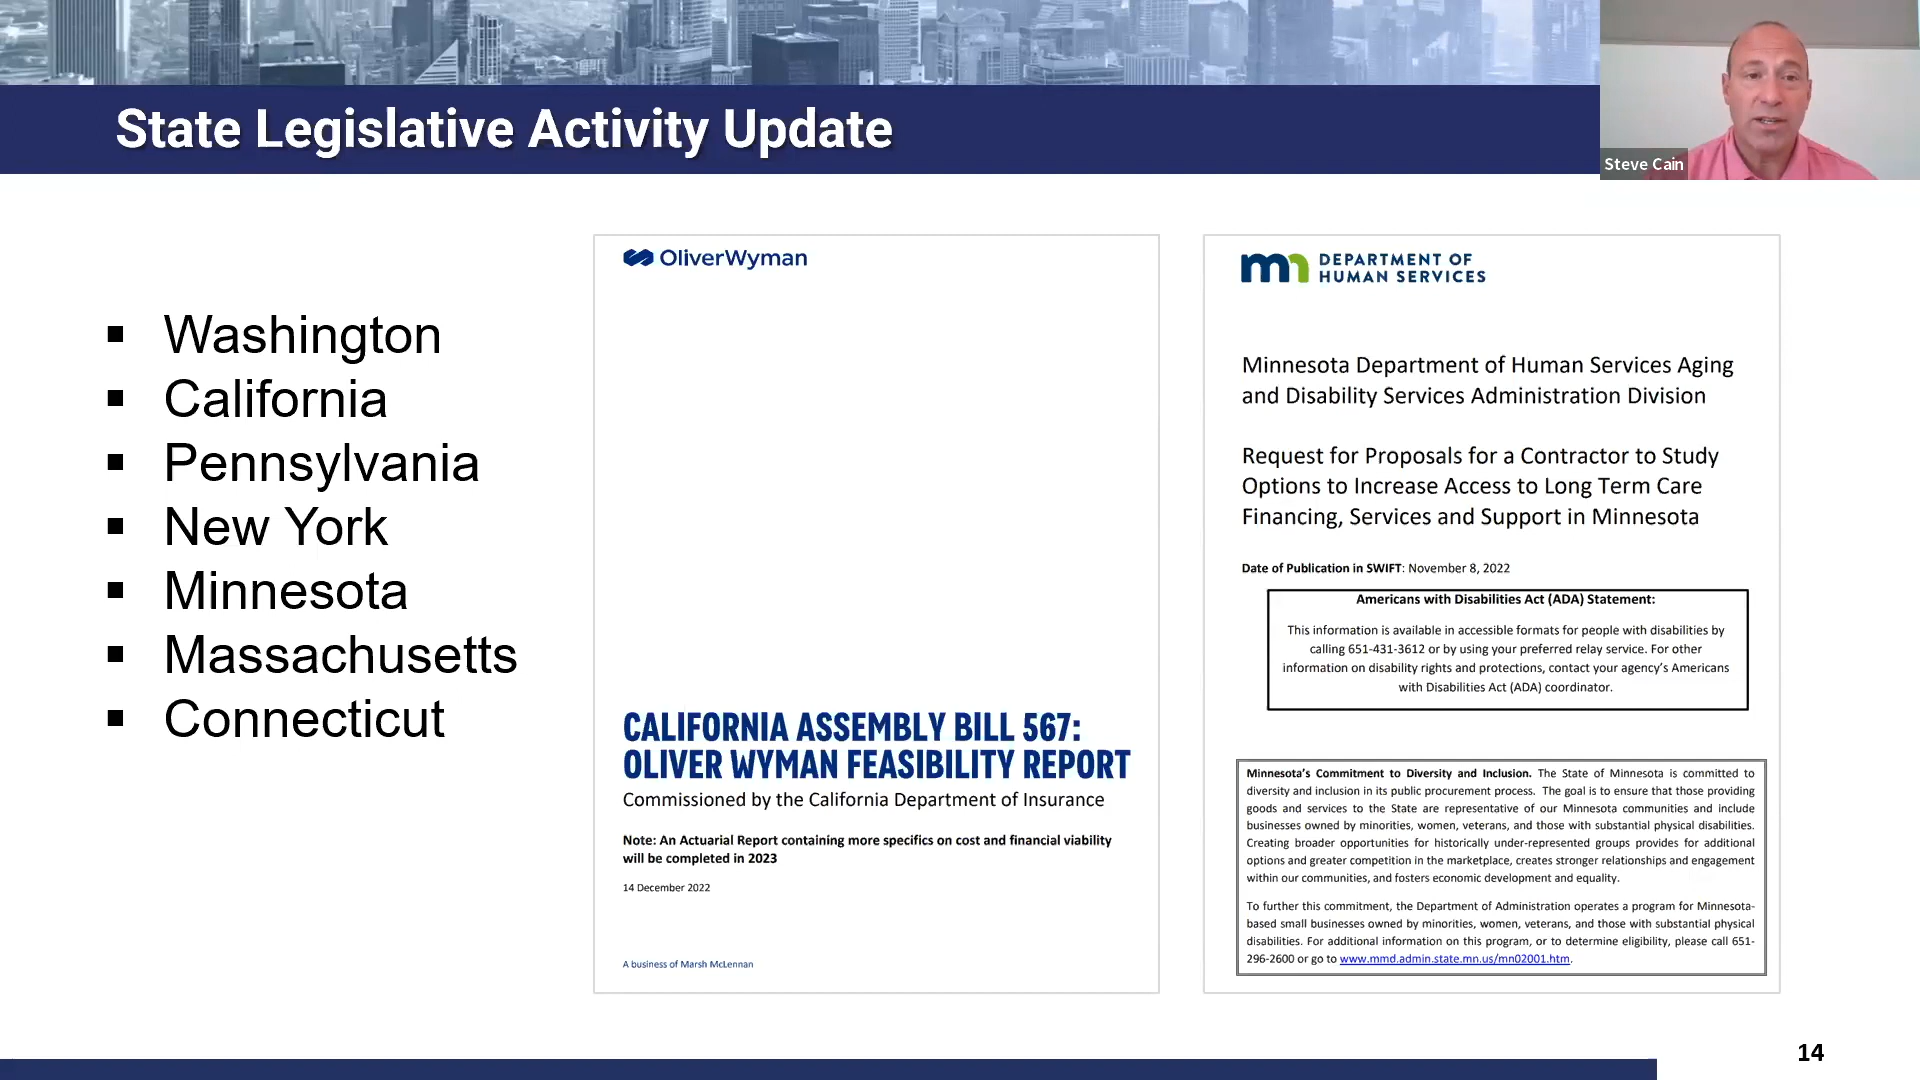 State Legislative Activity Update
Steve Cain
▪ Washington
▪ California
▪ Pennsylvania
▪ New York
▪ Minnesota
▪ Massachusetts
▪ Connecticut
OliverWyman
CALIFORNIA ASSEMBLY BILL 567:
OLIVER WYMAN FEASIBILITY REPORT
Commissioned by the California Department of Insurance
Note: An Actuarial Report containing more specifics on cost and financial viability
will be completed in 2023
14 December 2022
A business of Marsh McLennan
mn DEPARTMENT OF
HUMAN SERVICES
Minnesota Department of Human Services Aging
and Disability Services Administration Division
Request for Proposals for a Contractor to Study
Options to Increase Access to Long Term Care
Financing, Services and Support in Minnesota
Date of Publication in SWIFT: November 8, 2022
Americans with Disabilities Act (ADA) Statement:
This information is available in accessible formats for people with disabilities by
calling 651-431-3612 or by using your preferred relay service. For other
information on disability rights and protections, contact your agency's Americans
with Disabilities Act (ADA) coordinator.
Minnesota's Commitment to Diversity and Inclusion. The State of Minnesota is committed to
diversity and inclusion in its public procurement process. The goal is to ensure that those providing
goods and services to the State are representative of our Minnesota communities and include
businesses owned by minorities, women, veterans, and those with substantial physical disabilities.
Creating broader opportunities for historically under-represented groups provides for additional
options and greater competition in the marketplace, creates stronger relationships and engagement
within our communities, and fosters economic development and equality.
To further this commitment, the Department of Administration operates a program for Minnesota-
based small businesses owned by minorities, women, veterans, and those with substantial physical
disabilities. For additional information on this program, or to determine eligibility, please call 651-
296-2600 or go to www.mmd.admin.state.mn.us/mn02001.htm.
14